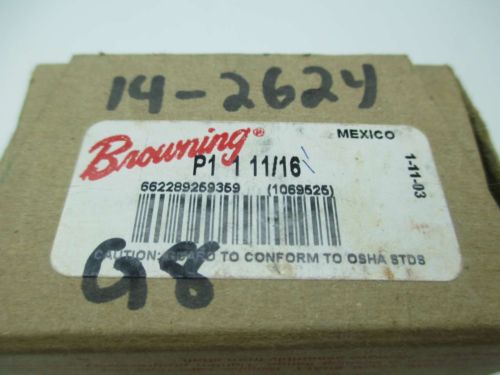 14-2624
Browning®
MEXICO
P1 1 11/16
1-11-03
662289259359 (1069525)
CAUTION: GUARD TO CONFORM TO OSHA STDS
G8